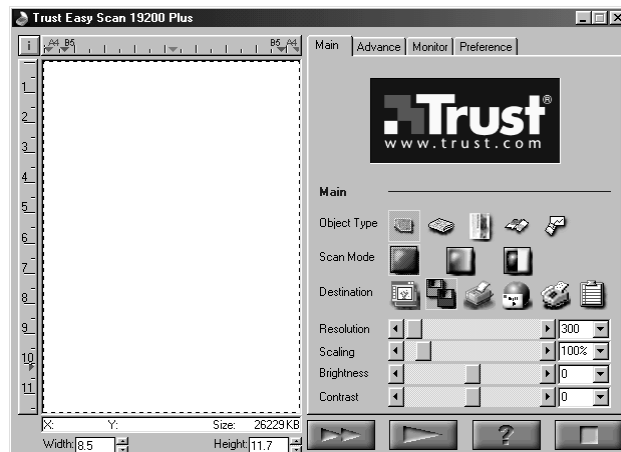 Trust Easy Scan 19200 Plus
i A4 B5 B5 A4
Main Advance Monitor Preference
1
2
3
4
5
6
7
8
9
10
11
Trust®
www.trust.com
Main
Object Type
Scan Mode
Destination
Resolution 300
Scaling 100%
Brightness 0
Contrast 0
X: Y: Size: 26229KB
Width: 8.5 Height: 11.7
?